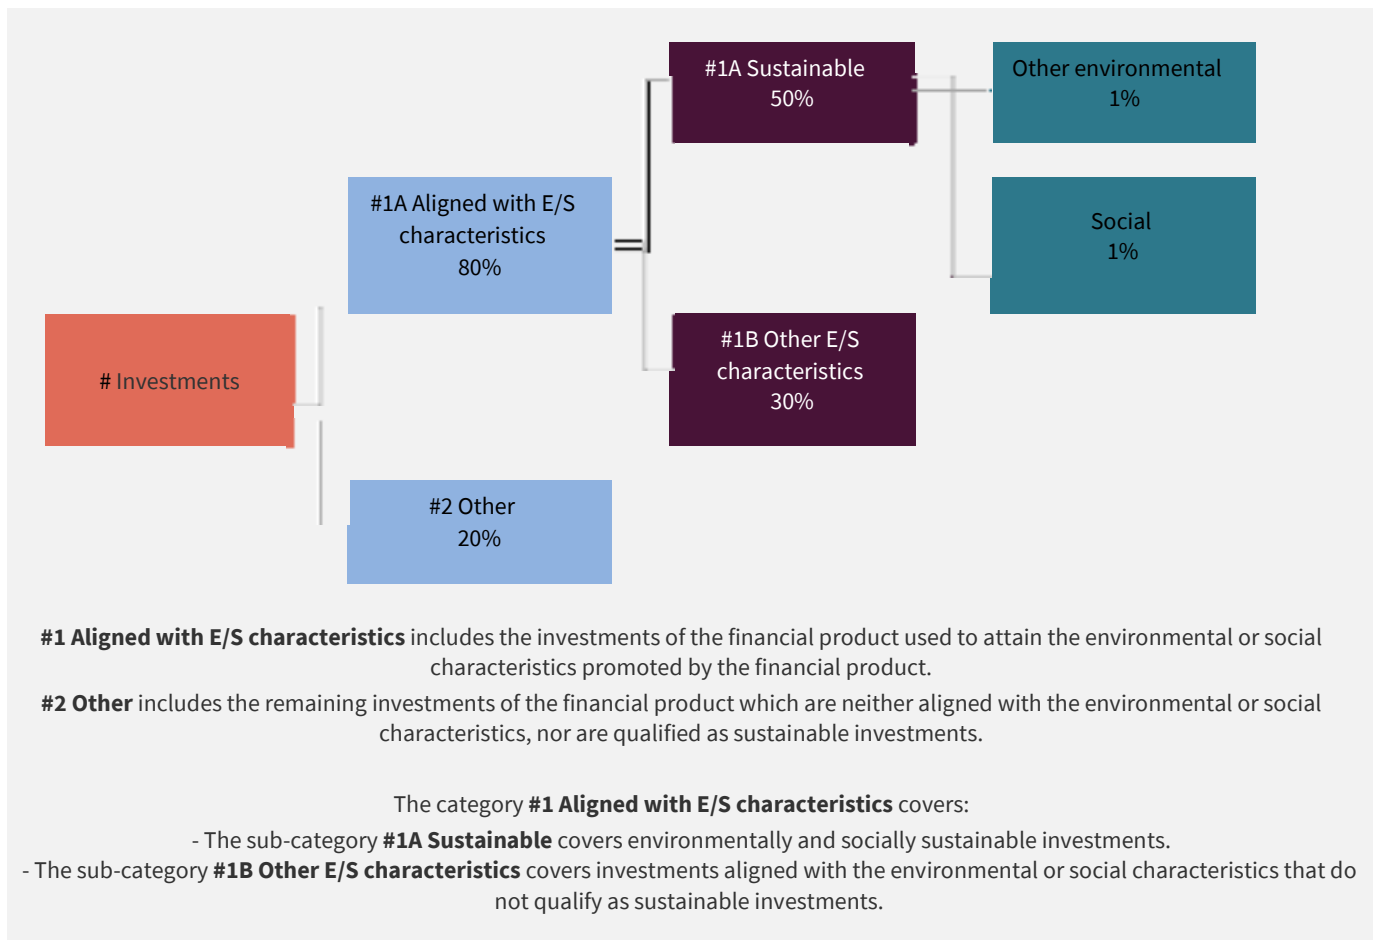 #1A Sustainable
50%
Other environmental
1%
#1A Aligned with E/S
characteristics
80%
Social
1%
# Investments
#1B Other E/S
characteristics
30%
#2 Other
20%
#1 Aligned with E/S characteristics includes the investments of the financial product used to attain the environmental or social
characteristics promoted by the financial product.
#2 Other includes the remaining investments of the financial product which are neither aligned with the environmental or social
characteristics, nor are qualified as sustainable investments.
The category #1 Aligned with E/S characteristics covers:
- The sub-category #1A Sustainable covers environmentally and socially sustainable investments.
- The sub-category #1B Other E/S characteristics covers investments aligned with the environmental or social characteristics that do
not qualify as sustainable investments.